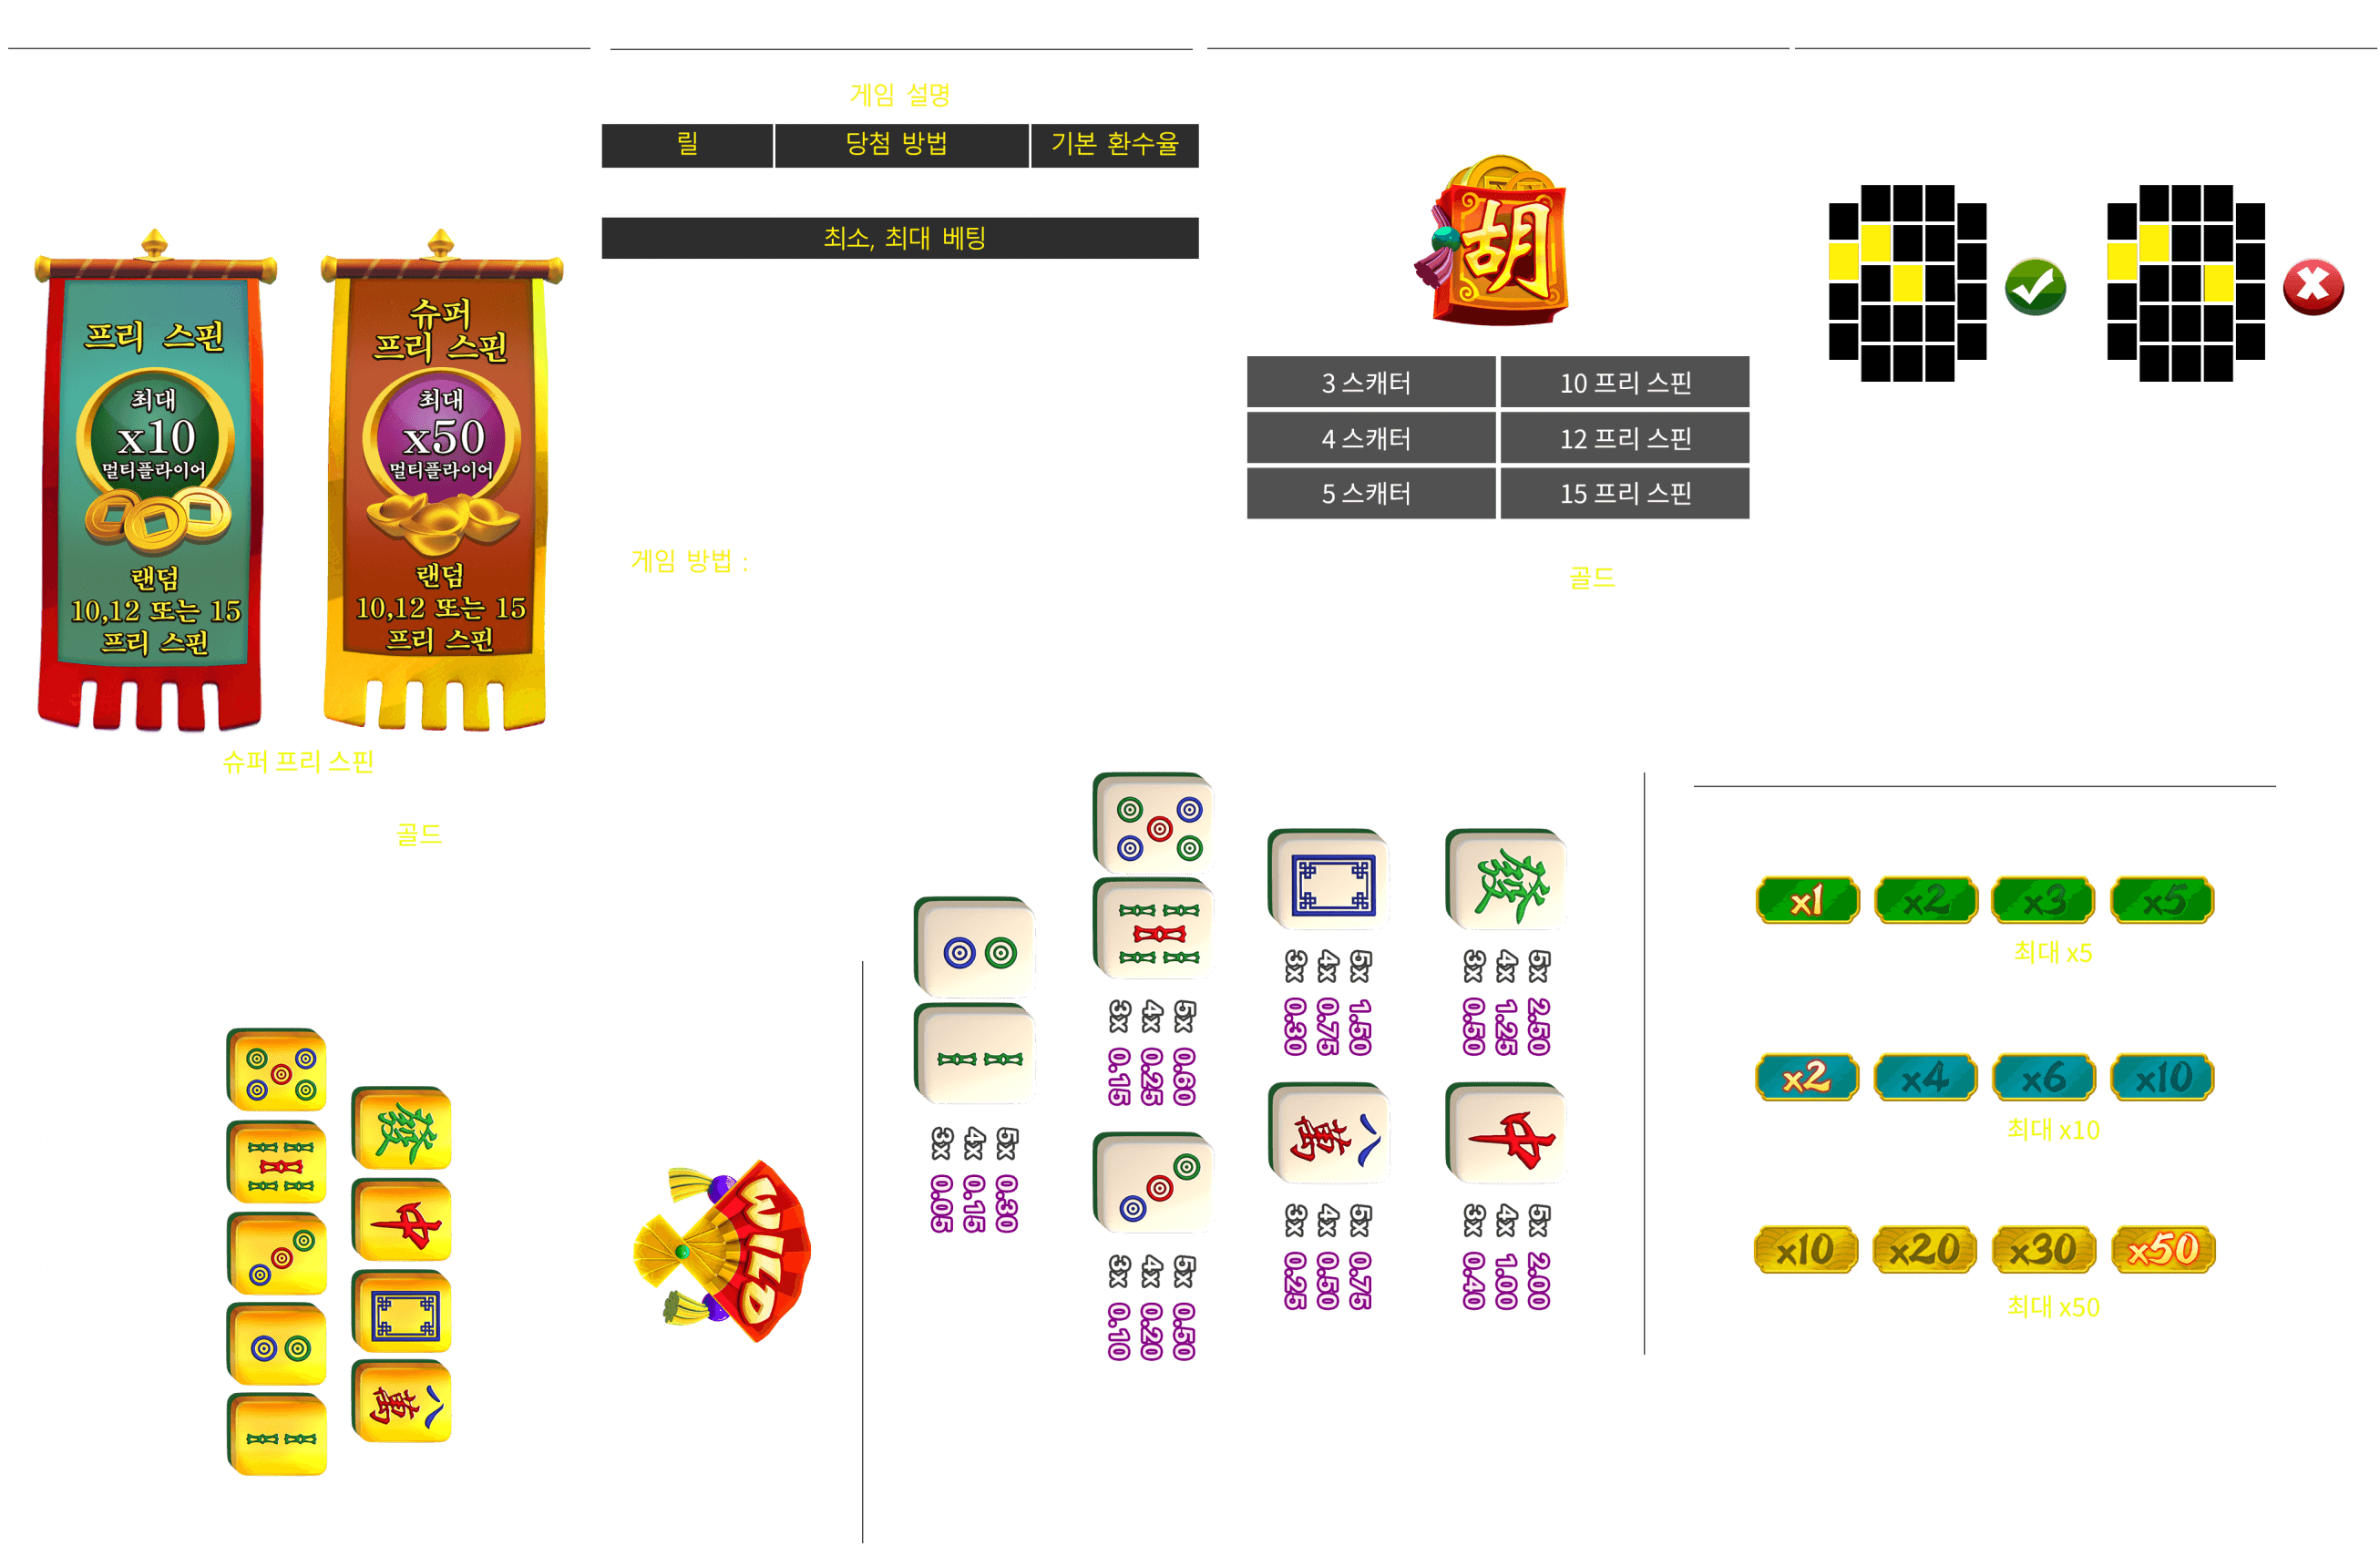 프리 스핀
최대
x10
멀티플라이어
랜덤
10,12 또는 15
프리 스핀
슈퍼
프리 스핀
최대
x50
멀티플라이어
랜덤
10,12 또는 15
프리 스핀
슈퍼 프리 스핀
골드
게임 설명
릴 당첨 방법 기본 환수율
최소, 최대 베팅
게임 방법 :
胡
3 스캐터 10 프리 스핀
4 스캐터 12 프리 스핀
5 스캐터 15 프리 스핀
골드
發
中
八萬
WILD
5x 0.30
4x 0.15
3x 0.05
5x 0.60
4x 0.25
3x 0.15
5x 0.50
4x 0.20
3x 0.10
5x 1.50
4x 0.75
3x 0.30
八萬
5x 0.75
4x 0.50
3x 0.25
發
5x 2.50
4x 1.25
3x 0.50
中
5x 2.00
4x 1.00
3x 0.40
x1 x2 x3 x5
최대 x5
x2 x4 x6 x10
최대 x10
x10 x20 x30 x50
최대 x50